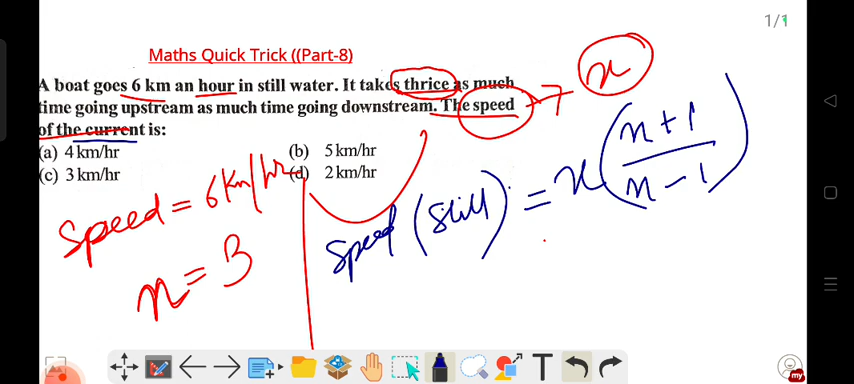 1/1
Maths Quick Trick ((Part-8)
A boat goes 6 km an hour in still water. It takes thrice as much
time going upstream as much time going downstream. The speed
of the current is:
(a) 4 km/hr (b) 5 km/hr
(c) 3 km/hr (d) 2 km/hr
x
Speed = 6 km/hr
n = 3
Speed (still) = x (n+1 / n-1)
T
my